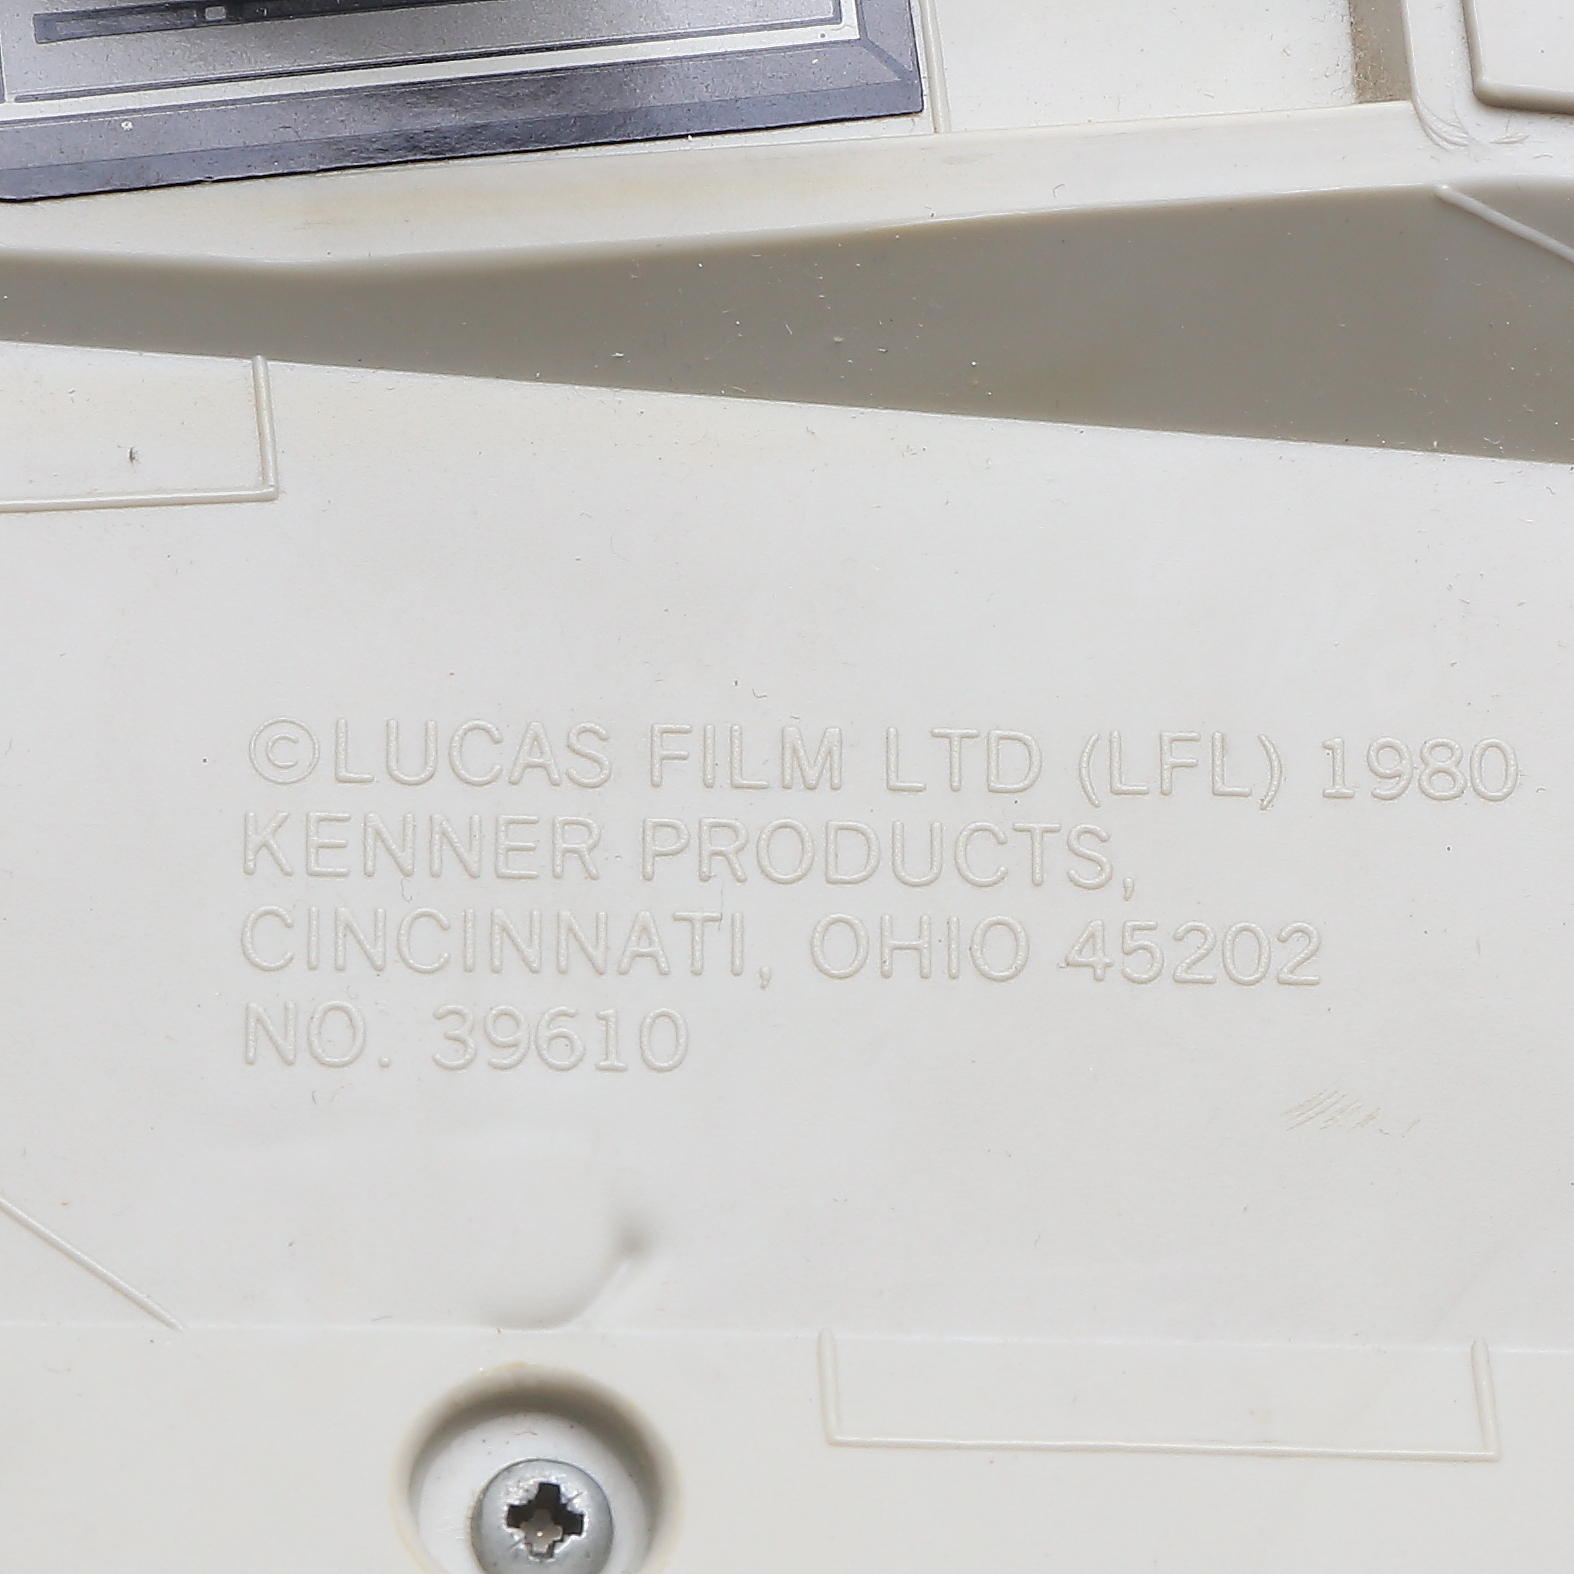 ©LUCAS FILM LTD (LFL) 1980
KENNER PRODUCTS,
CINCINNATI, OHIO 45202
NO. 39610